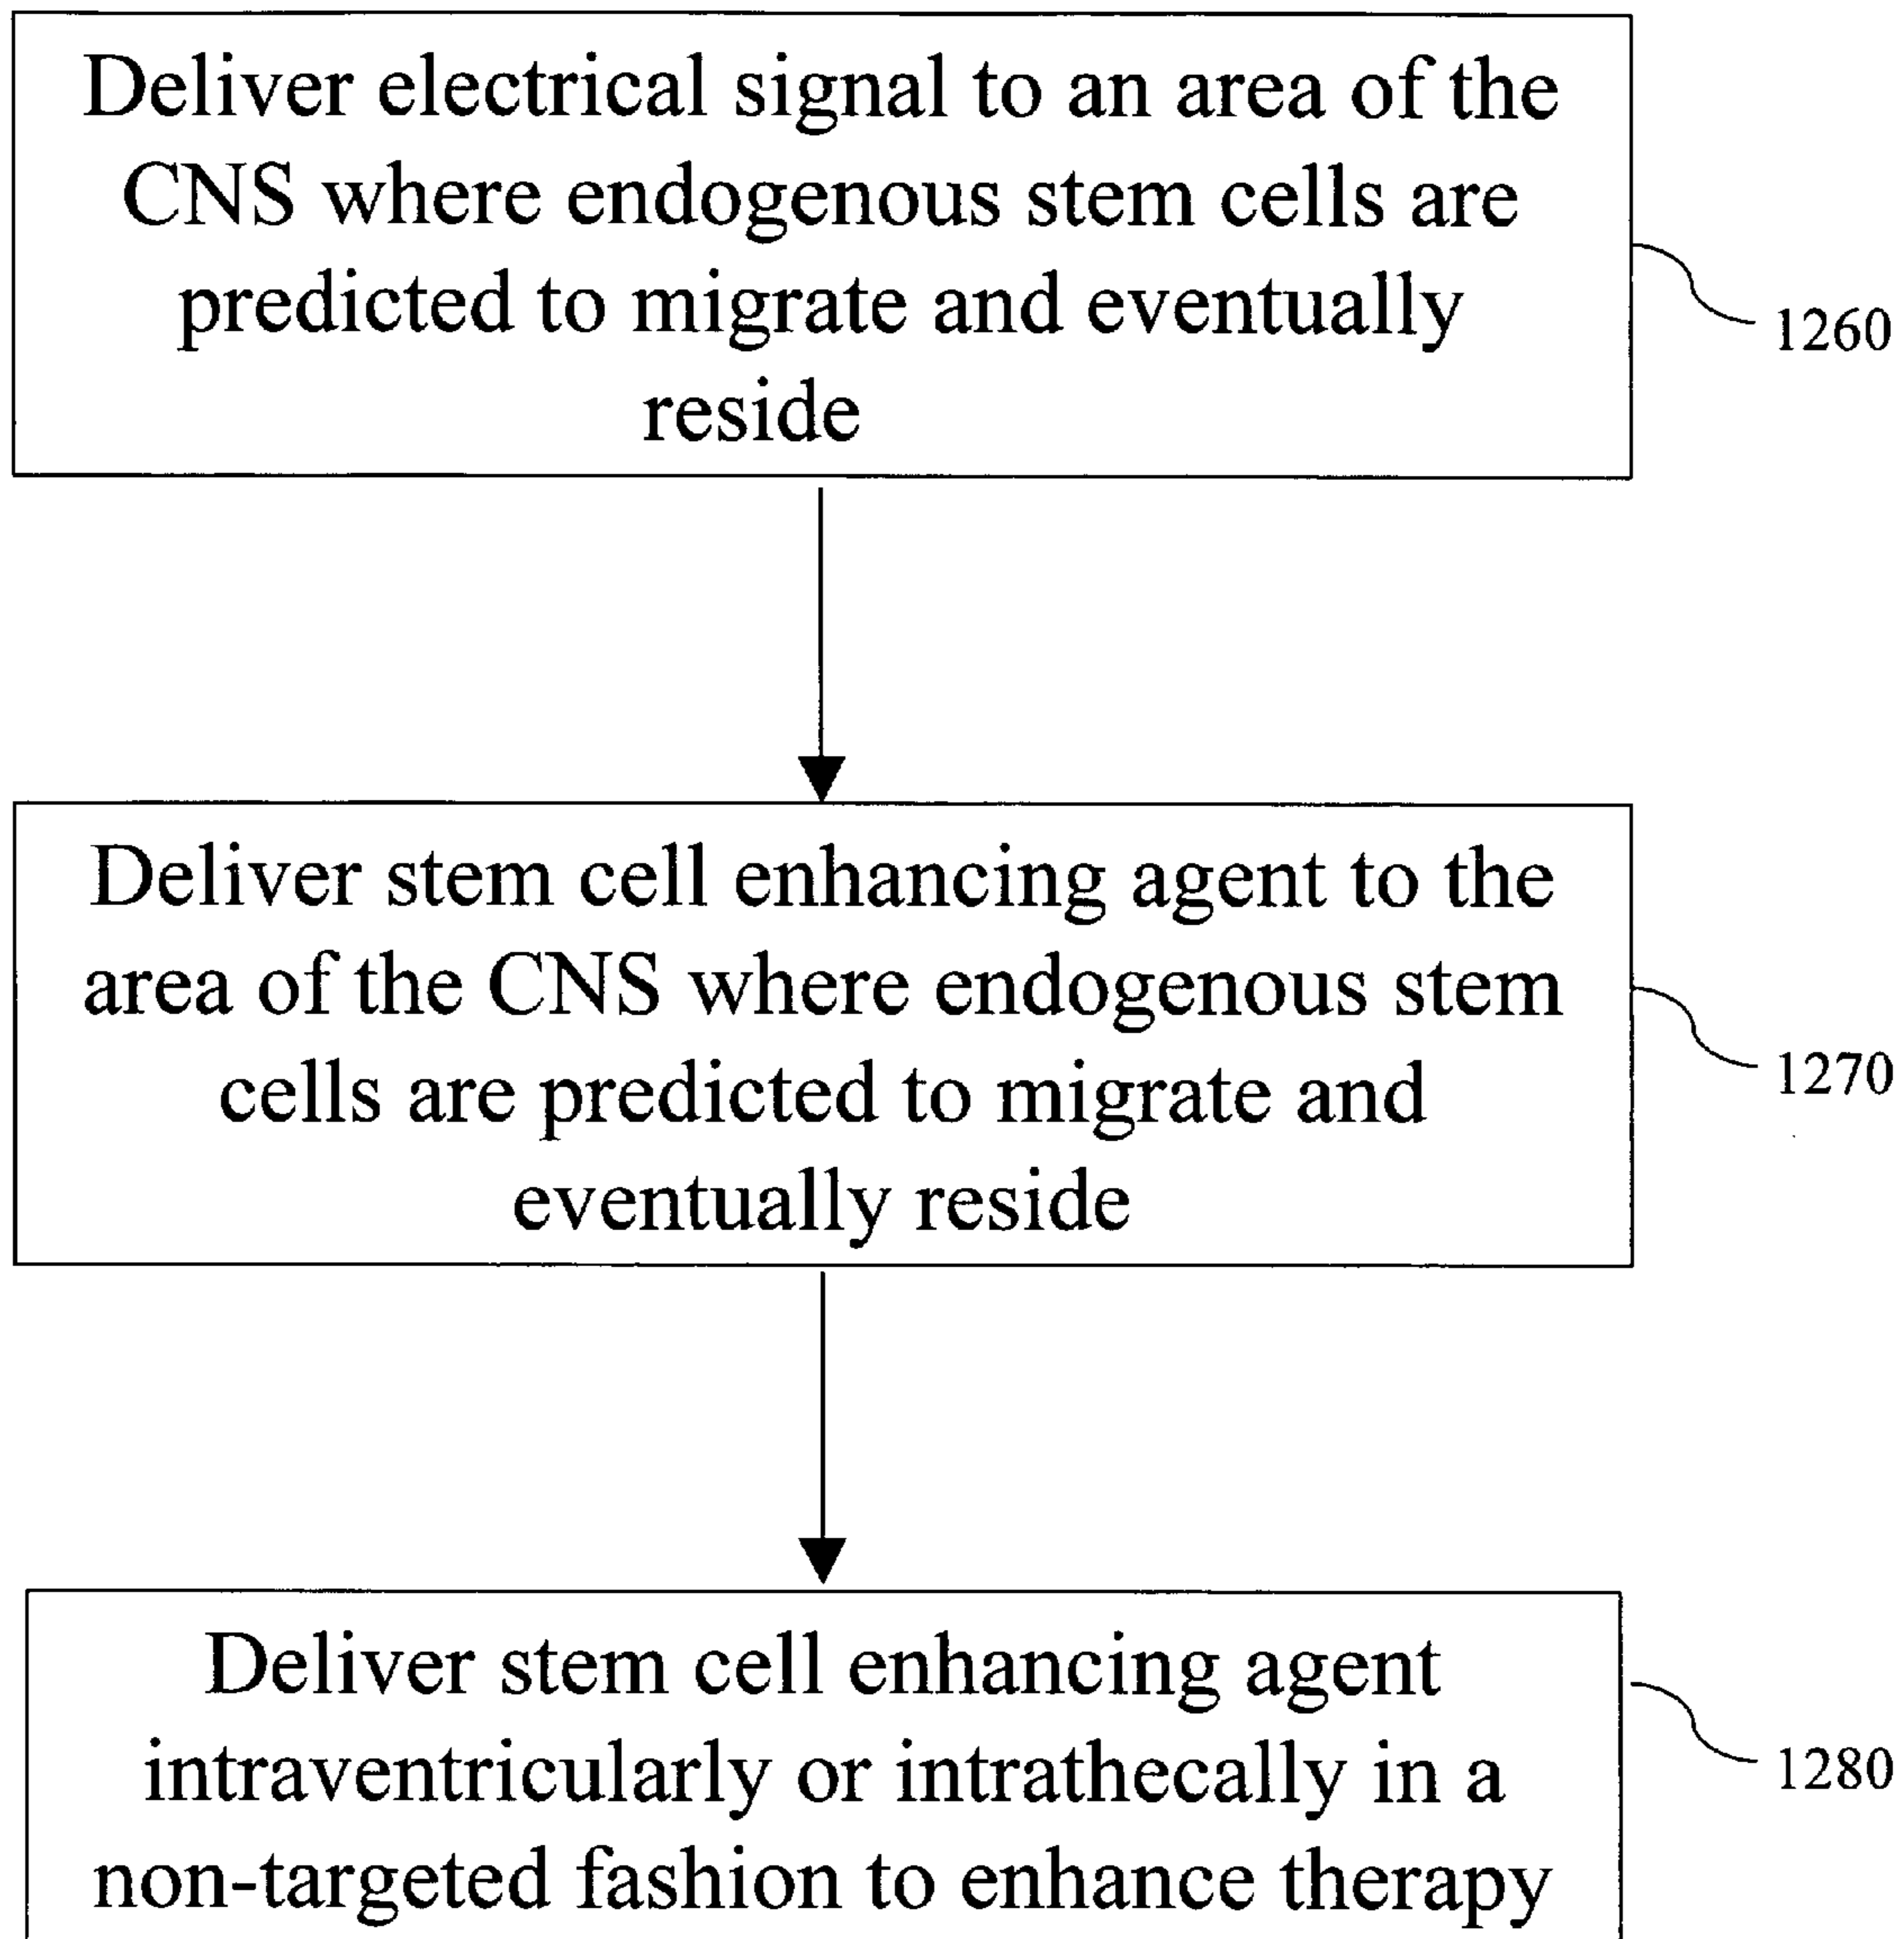 Deliver electrical signal to an area of the
CNS where endogenous stem cells are
predicted to migrate and eventually
reside
1260
Deliver stem cell enhancing agent to the
area of the CNS where endogenous stem
cells are predicted to migrate and
eventually reside
1270
Deliver stem cell enhancing agent
intraventricularly or intrathecally in a
non-targeted fashion to enhance therapy
1280